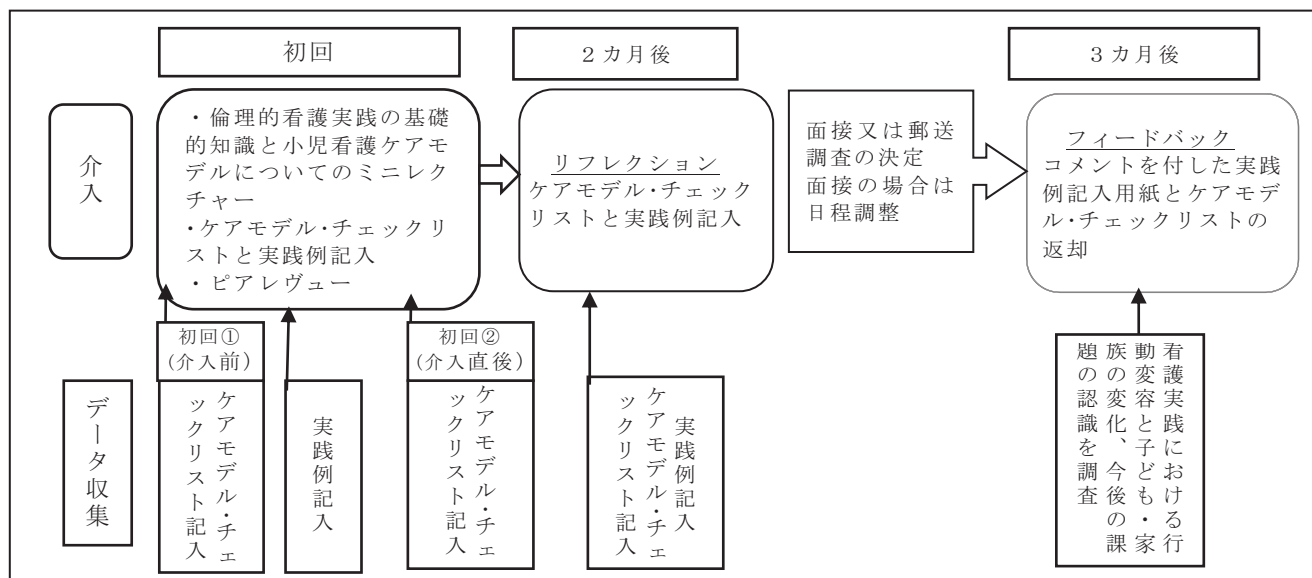 初回
２カ月後
３カ月後
介入
・倫理的看護実践の基礎
的知識と小児看護ケアモ
デルについてのミニレク
チャー
・ケアモデル・チェックリ
ストと実践例記入
・ピアレヴュー
リフレクション
ケアモデル・チェック
リストと実践例記入
面接又は郵送
調査の決定
面接の場合は
日程調整
フィードバック
コメントを付した実践
例記入用紙とケアモデ
ル・チェックリストの
返却
データ収集
初回①
(介入前)
ケアモデル・チェ
ックリスト記入
実践例記入
初回②
(介入直後)
ケアモデル・チェ
ックリスト記入
実践例記入
ケアモデル・チェ
ックリスト記入
看護実践における行
動変容と子ども・家
族の変化、今後の課
題の認識を調査